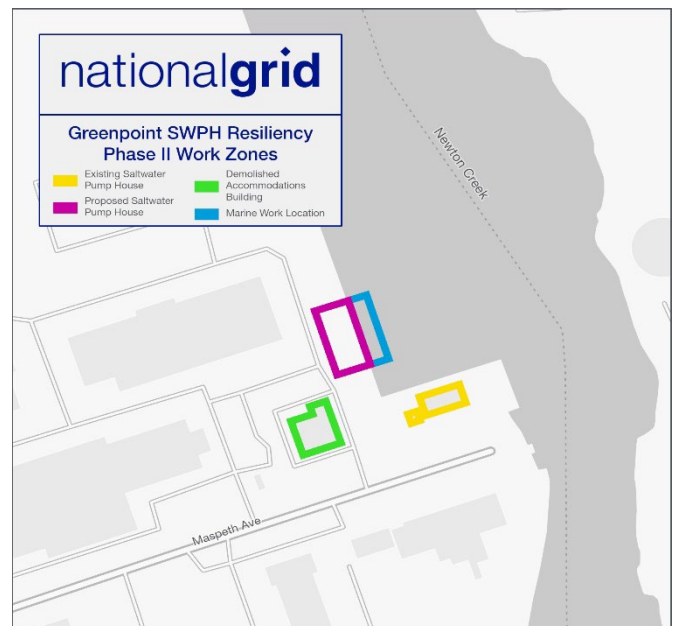 nationalgrid
Greenpoint SWPH Resiliency
Phase II Work Zones
Existing Saltwater
Pump House
Proposed Saltwater
Pump House
Demolished
Accommodations
Building
Marine Work Location
Newton Creek
Maspeth Ave